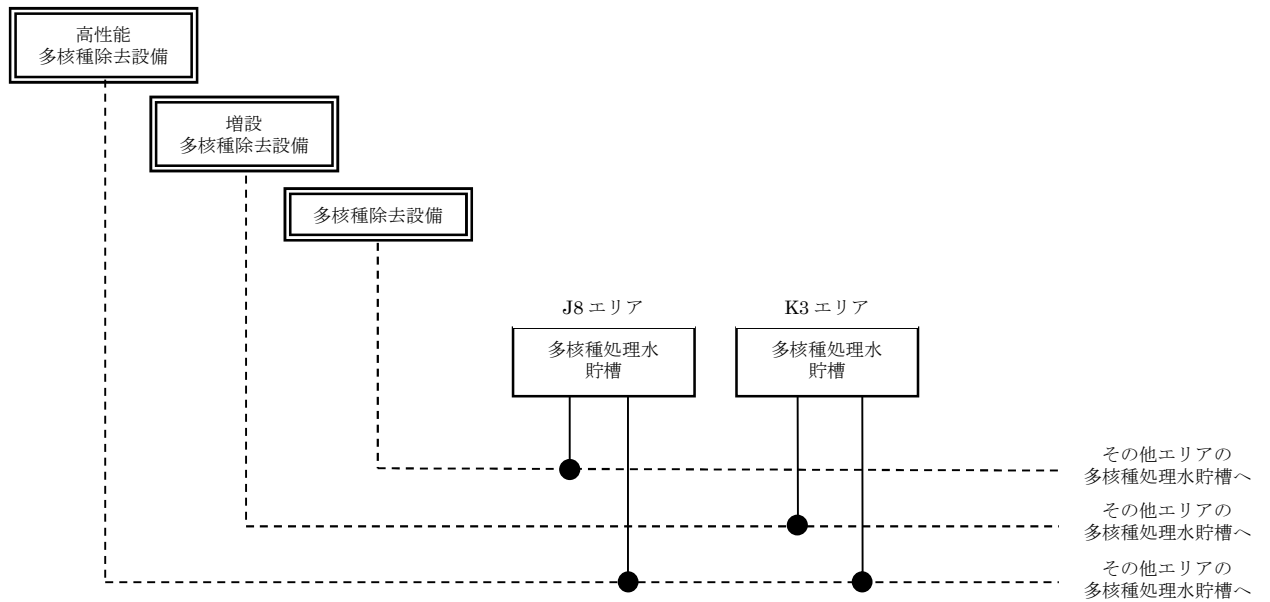 高性能
多核種除去設備
増設
多核種除去設備
多核種除去設備
J8 エリア
多核種処理水
貯槽
K3 エリア
多核種処理水
貯槽
その他エリアの
多核種処理水貯槽へ
その他エリアの
多核種処理水貯槽へ
その他エリアの
多核種処理水貯槽へ